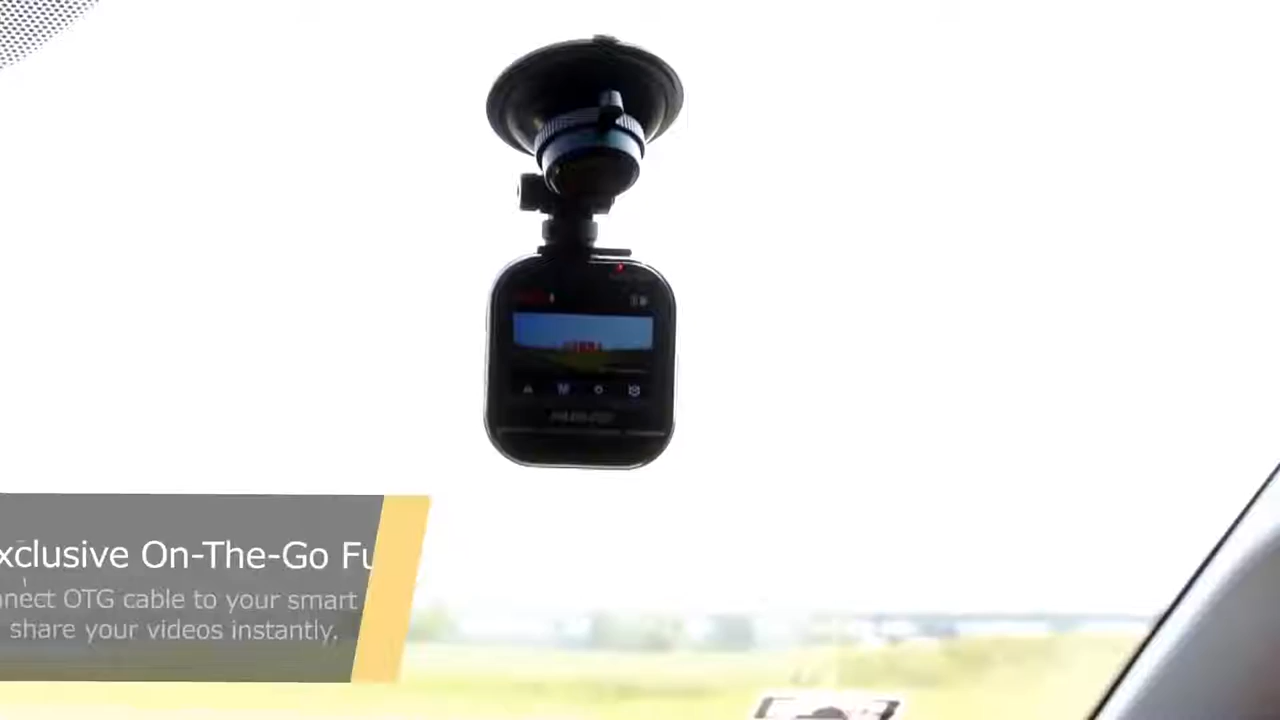 xclusive On-The-Go Fu
nnect OTG cable to your smart
share your videos instantly.